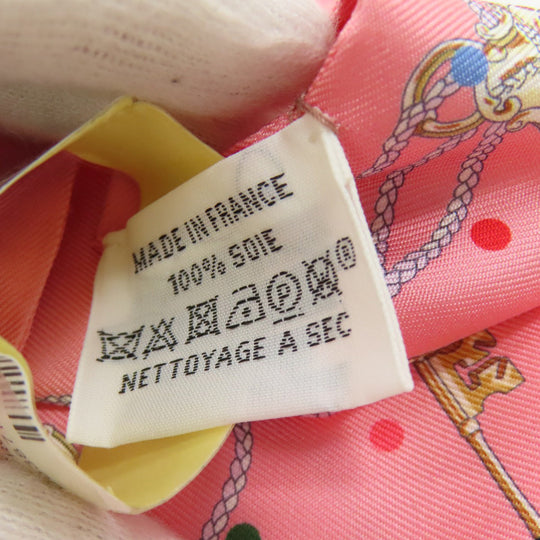 MADE IN FRANCE
100% SOIE
®
NETTOYAGE A SEC